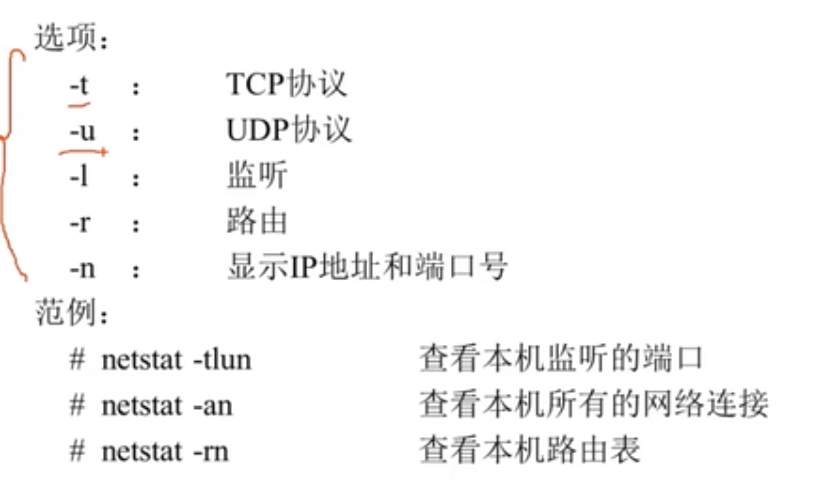 选项：
-t ： TCP协议
-u ： UDP协议
-l ： 监听
-r ： 路由
-n ： 显示IP地址和端口号
范例：
# netstat -tlun 查看本机监听的端口
# netstat -an 查看本机所有的网络连接
# netstat -rn 查看本机路由表